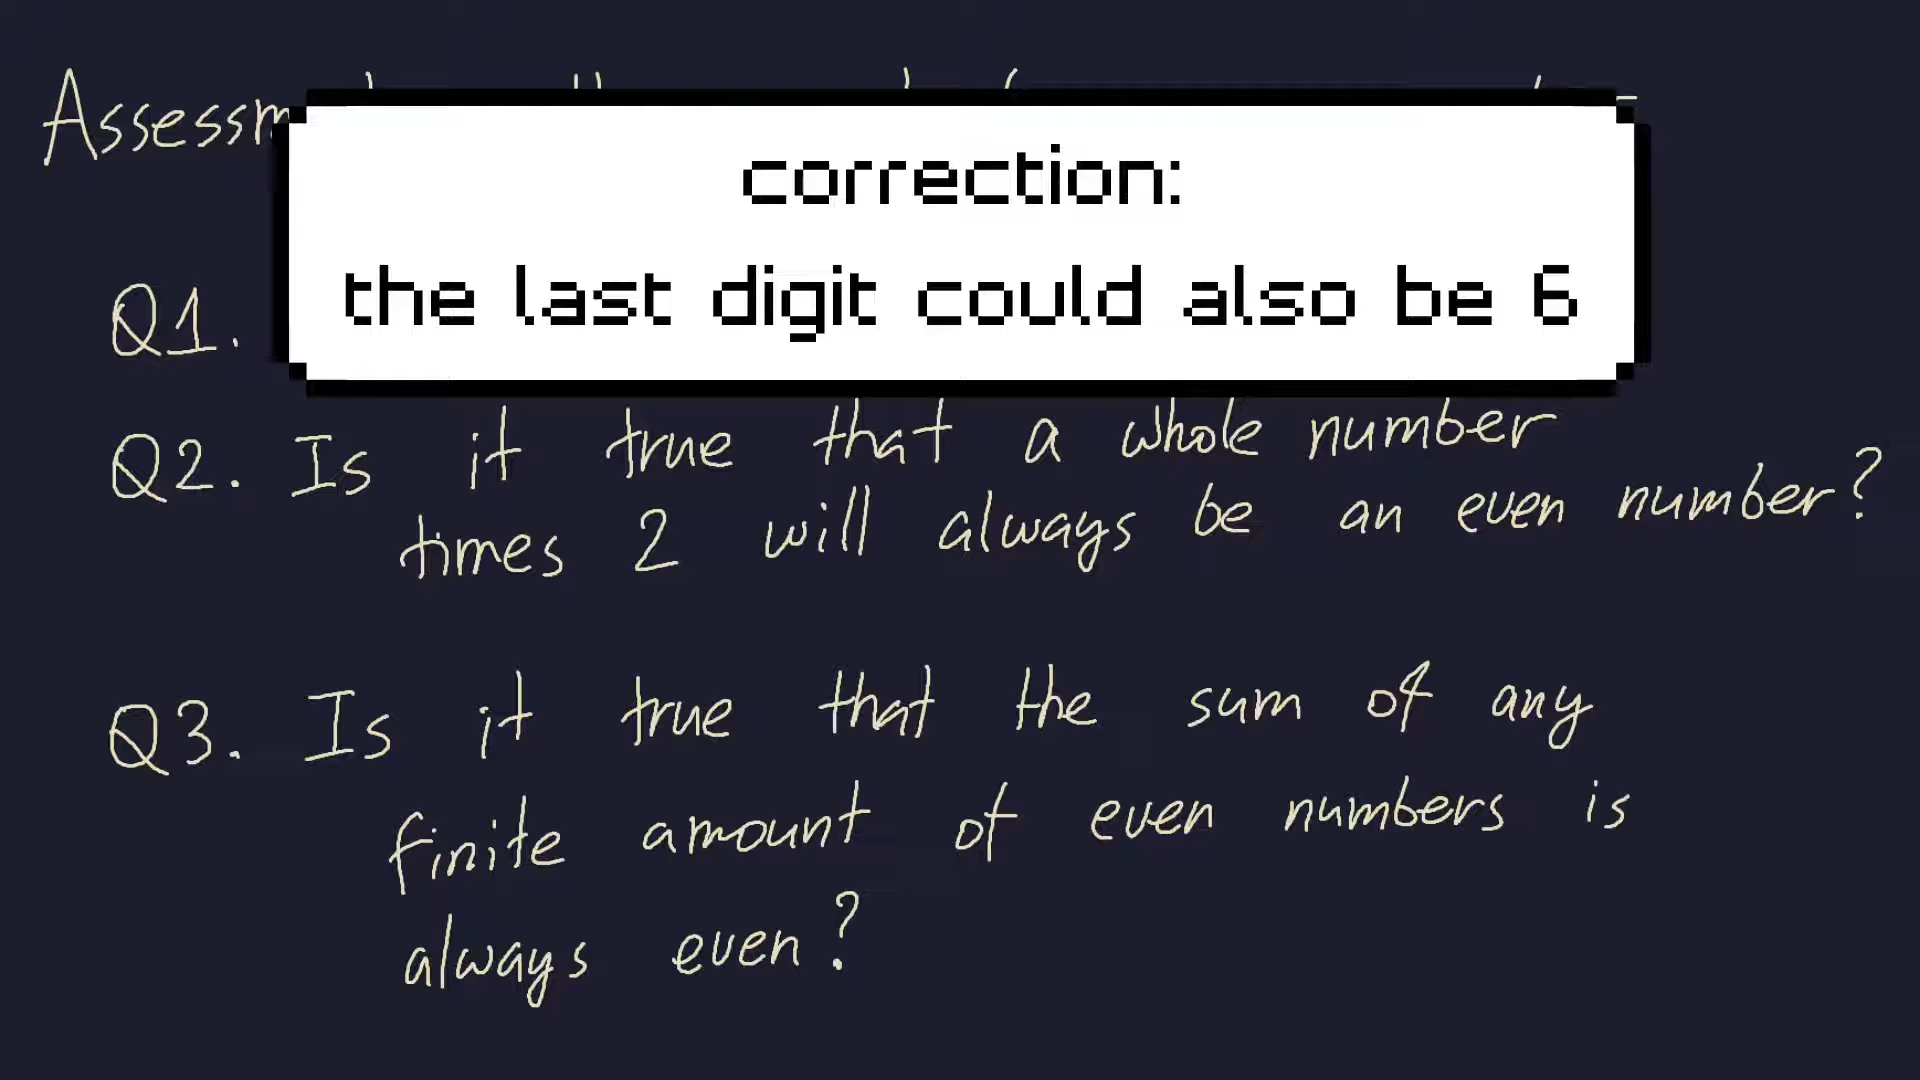 Assessm
correction:
the last digit could also be 6
Q1.
Q2. Is it true that a whole number
times 2 will always be an even number?
Q3. Is it true that the sum of any
finite amount of even numbers is
always even?